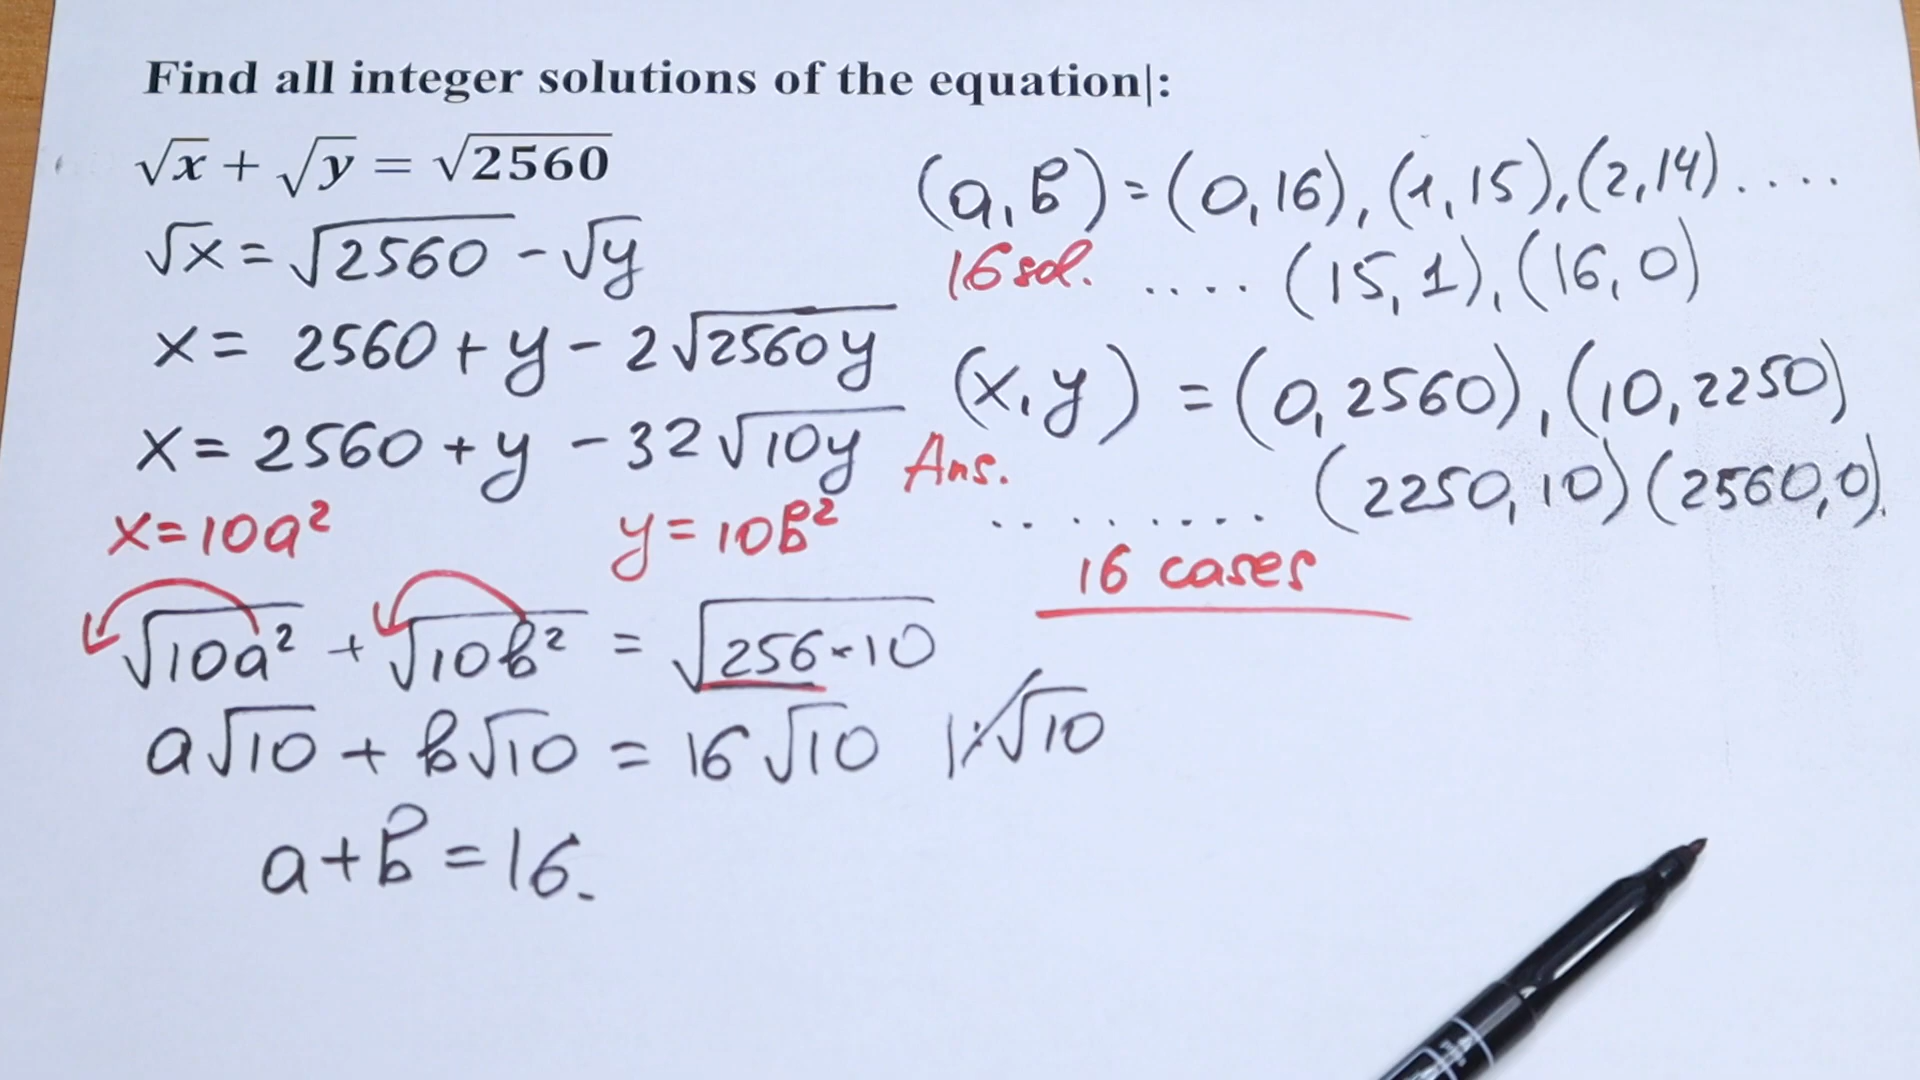 Find all integer solutions of the equation|:
√x + √y = √2560
√x = √2560 - √y
x = 2560 + y - 2√2560y
x = 2560 + y - 32√10y
x = 10a² y = 10b²
√10a² + √10b² = √256·10
a√10 + b√10 = 16√10 |:√10
a + b = 16.
(a, b) = (0, 16), (1, 15), (2, 14) ....
16 sol. .... (15, 1), (16, 0)
(x, y) = (0, 2560), (10, 2250)
Ans. ......... (2250, 10) (2560, 0).
16 cases